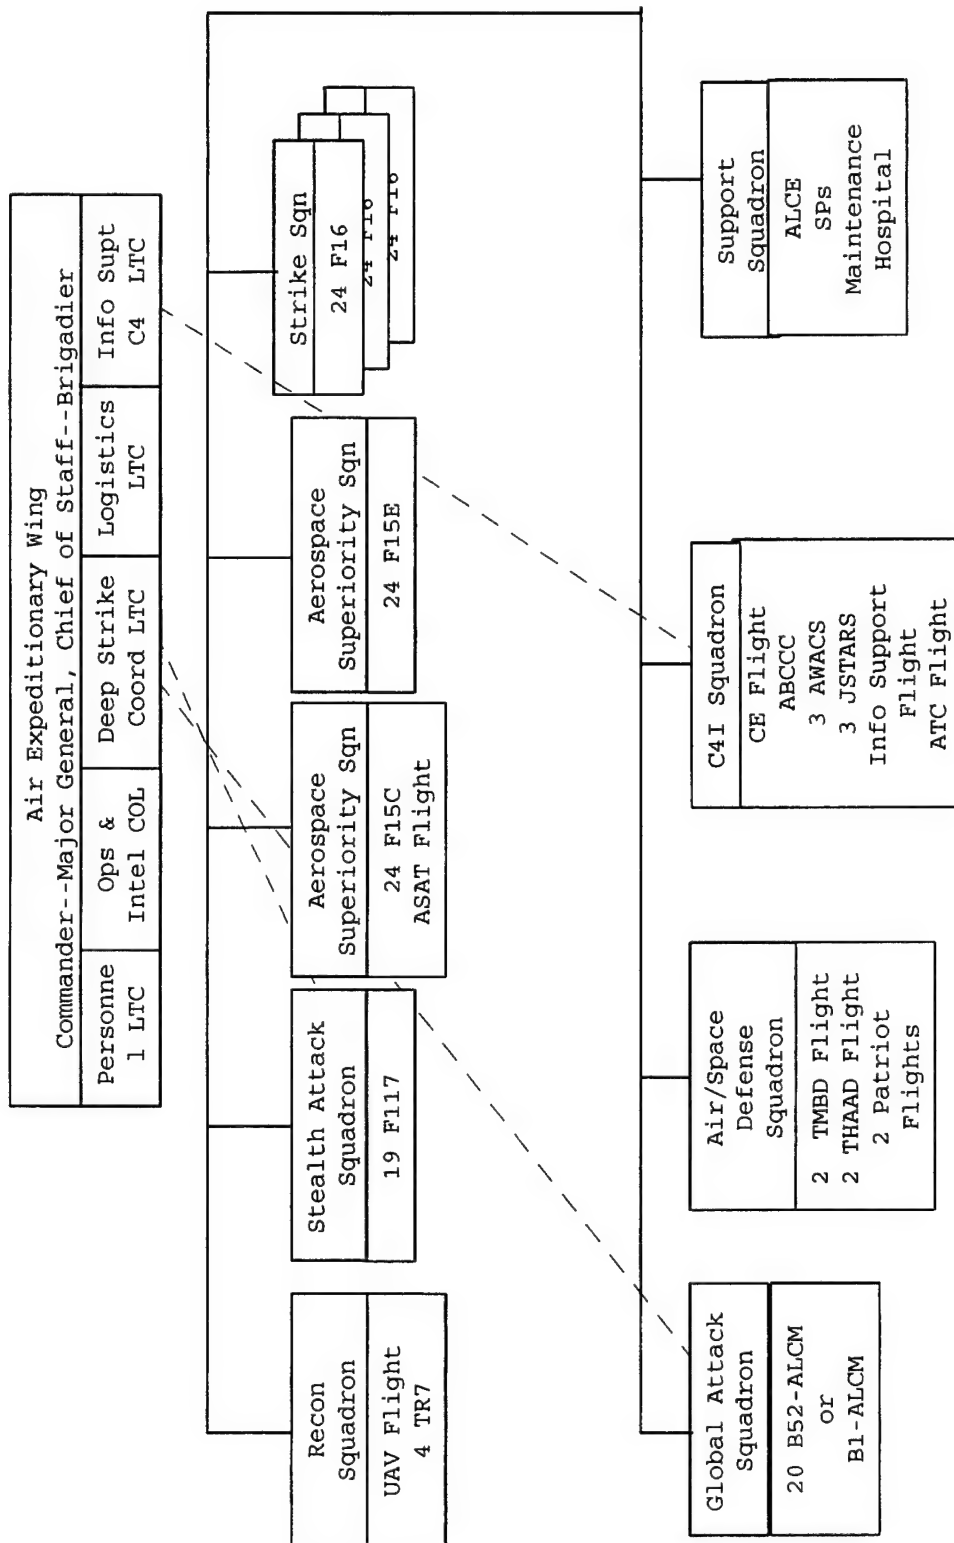 Air Expeditionary Wing
Commander--Major General, Chief of Staff--Brigadier
Personne
l LTC
Ops &
Intel COL
Deep Strike
Coord LTC
Logistics
LTC
Info Supt
C4 LTC
Recon
Squadron
UAV Flight
4 TR7
Stealth Attack
Squadron
19 F117
Aerospace
Superiority Sqn
24 F15C
ASAT Flight
Aerospace
Superiority Sqn
24 F15E
Strike Sqn
24 F16
24 F16
24 F16
Global Attack
Squadron
20 B52-ALCM
or
B1-ALCM
Air/Space
Defense
Squadron
2 TMBD Flight
2 THAAD Flight
2 Patriot
Flights
C4I Squadron
CE Flight
ABCCC
3 AWACS
3 JSTARS
Info Support
Flight
ATC Flight
Support
Squadron
ALCE
SPs
Maintenance
Hospital